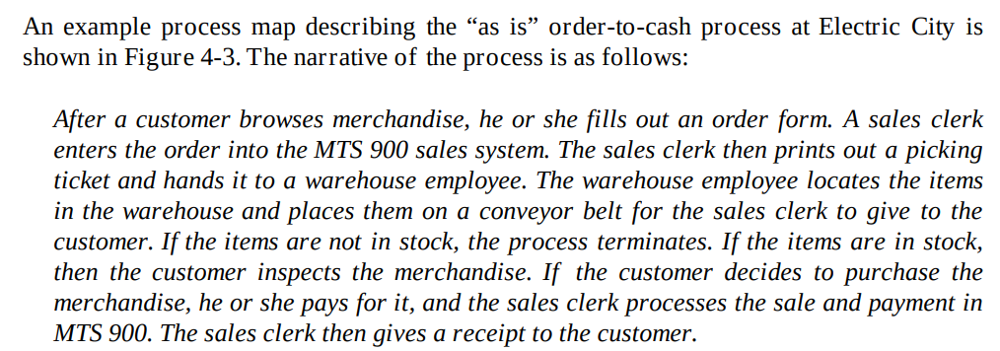 An example process map describing the “as is” order-to-cash process at Electric City is
shown in Figure 4-3. The narrative of the process is as follows:
After a customer browses merchandise, he or she fills out an order form. A sales clerk
enters the order into the MTS 900 sales system. The sales clerk then prints out a picking
ticket and hands it to a warehouse employee. The warehouse employee locates the items
in the warehouse and places them on a conveyor belt for the sales clerk to give to the
customer. If the items are not in stock, the process terminates. If the items are in stock,
then the customer inspects the merchandise. If the customer decides to purchase the
merchandise, he or she pays for it, and the sales clerk processes the sale and payment in
MTS 900. The sales clerk then gives a receipt to the customer.